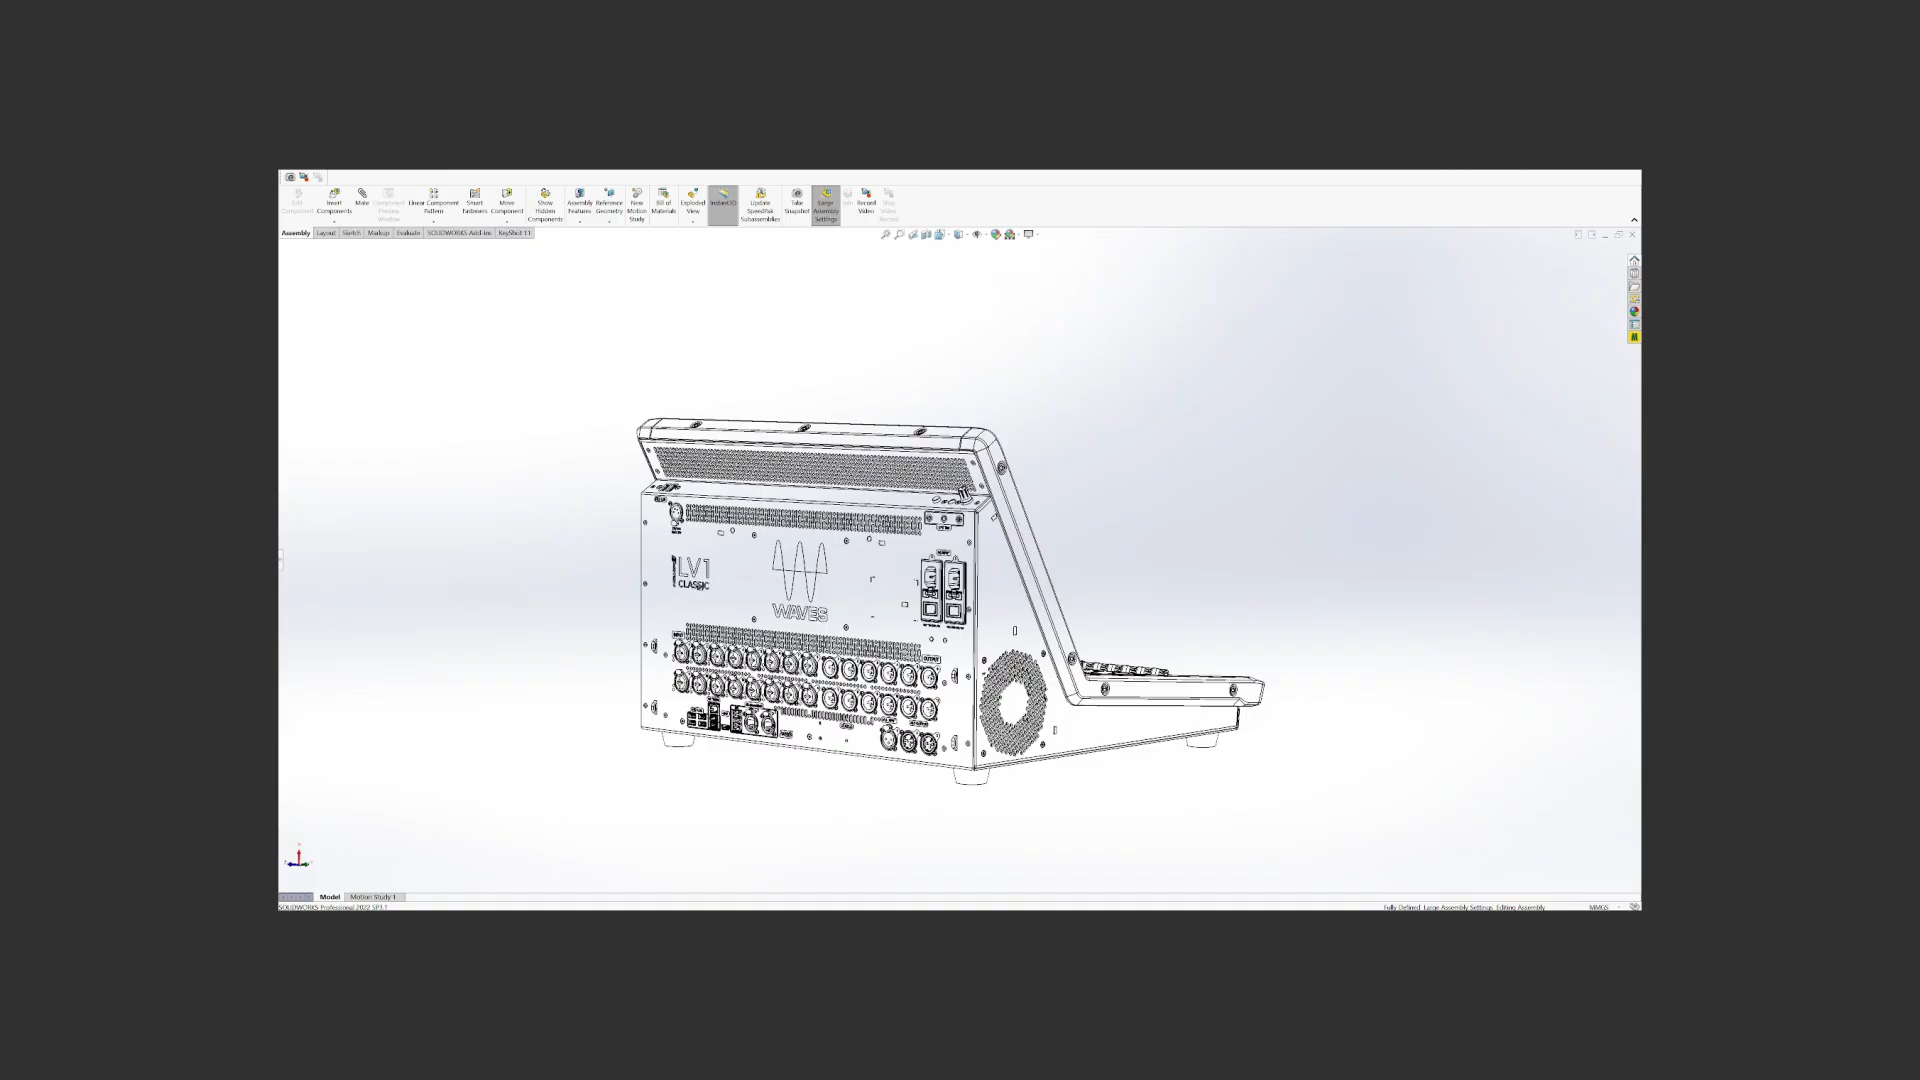 Edit Component
Insert Components
Mate
Component Preview Window
Linear Component Pattern
Smart Fasteners
Move Component
Show Hidden Components
Assembly Features
Reference Geometry
New Motion Study
Bill of Materials
Exploded View
Instant3D
Update SpeedPak Subassemblies
Take Snapshot
Large Assembly Settings
Join
Record Video
Stop Video Record
Assembly Layout Sketch Markup Evaluate SOLIDWORKS Add-Ins KeyShot 11
LV1
CLASSIC
WAVES
INPUT
OUTPUT
Model Motion Study 1
SOLIDWORKS Professional 2022 SP3.1
Fully Defined Large Assembly Settings Editing Assembly MMGS